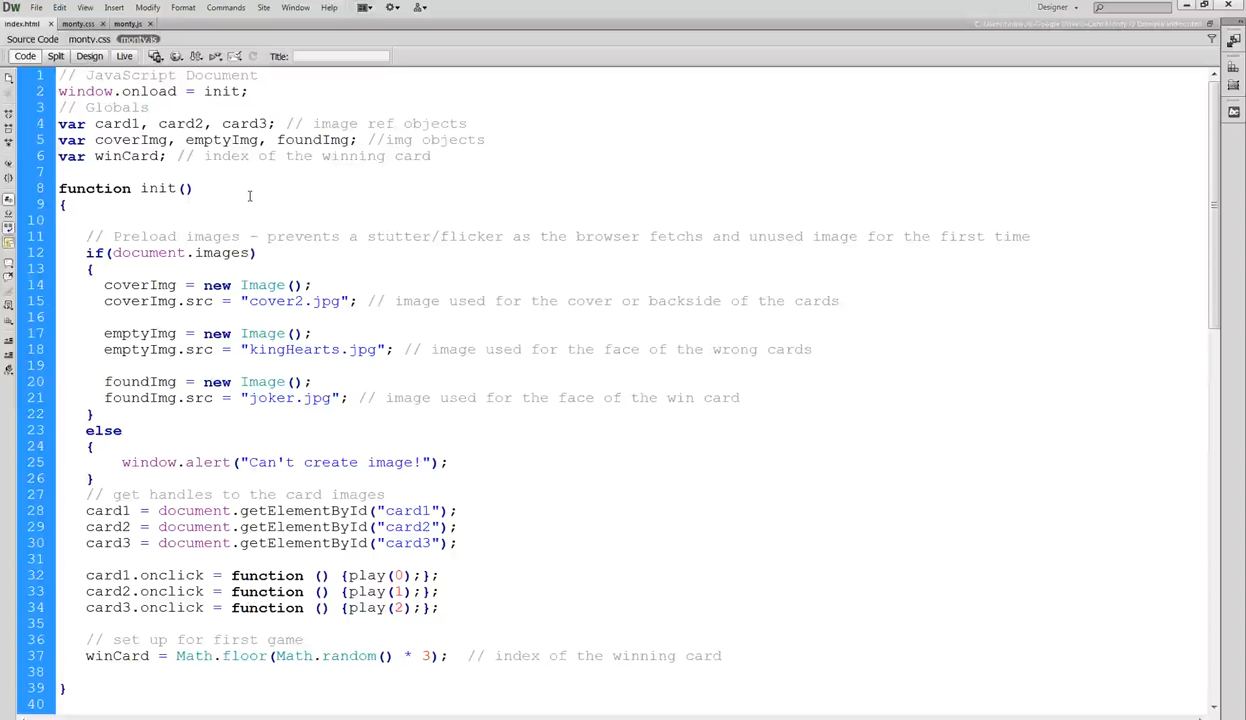 DW File Edit View Insert Modify Format Commands Site Window Help Designer
index.html monty.css monty.js
Source Code monty.css monty.js
Code Split Design Live Title:
1 // JavaScript Document
2 window.onload = init;
3 // Globals
4 var card1, card2, card3; // image ref objects
5 var coverImg, emptyImg, foundImg; //img objects
6 var winCard; // index of the winning card
7
8 function init()
9 {
10
11 // Preload images - prevents a stutter/flicker as the browser fetchs and unused image for the first time
12 if(document.images)
13 {
14 coverImg = new Image();
15 coverImg.src = "cover2.jpg"; // image used for the cover or backside of the cards
16
17 emptyImg = new Image();
18 emptyImg.src = "kingHearts.jpg"; // image used for the face of the wrong cards
19
20 foundImg = new Image();
21 foundImg.src = "joker.jpg"; // image used for the face of the win card
22 }
23 else
24 {
25 window.alert("Can't create image!");
26 }
27 // get handles to the card images
28 card1 = document.getElementById("card1");
29 card2 = document.getElementById("card2");
30 card3 = document.getElementById("card3");
31
32 card1.onclick = function () {play(0);};
33 card2.onclick = function () {play(1);};
34 card3.onclick = function () {play(2);};
35
36 // set up for first game
37 winCard = Math.floor(Math.random() * 3); // index of the winning card
38
39 }
40